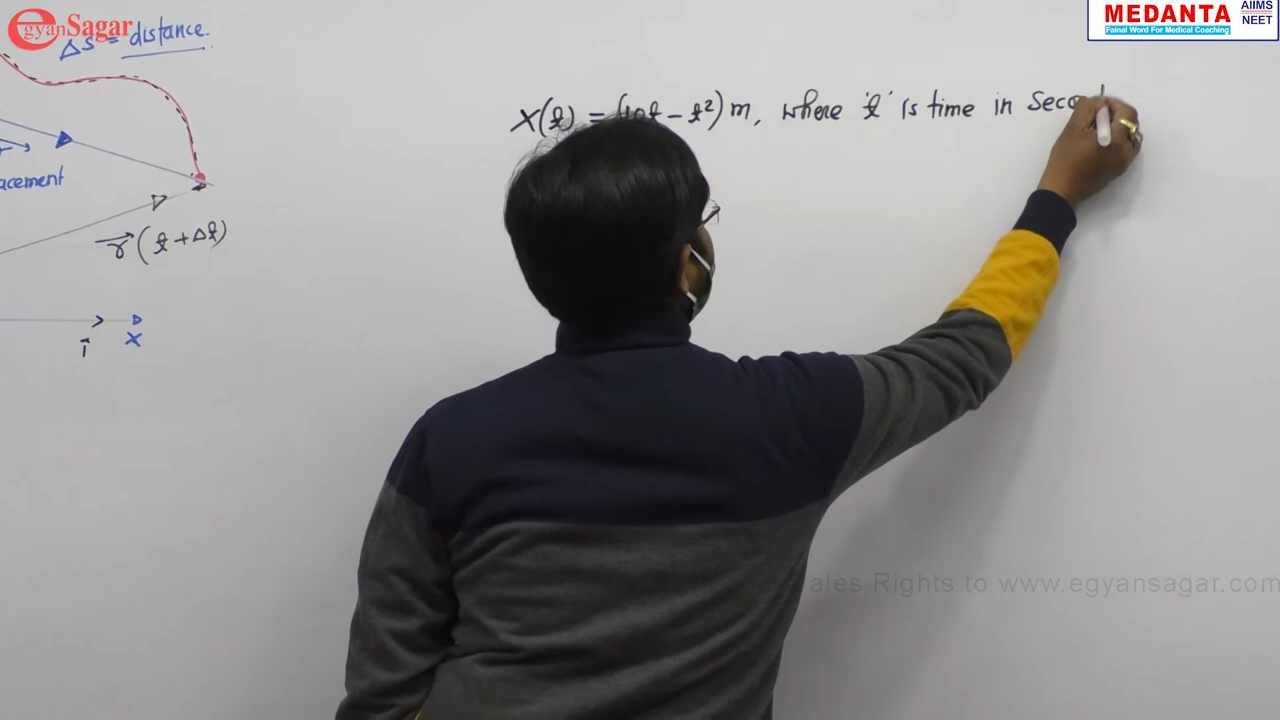 egyanSagar
Δs = distance.
MEDANTA AIIMS NEET
Fainal Word For Medical Coaching
X(t) = (10t - t²) m, where 't' is time in Second
acement
r(t + Δt)
i X
ales Rights to www.egyansagar.com